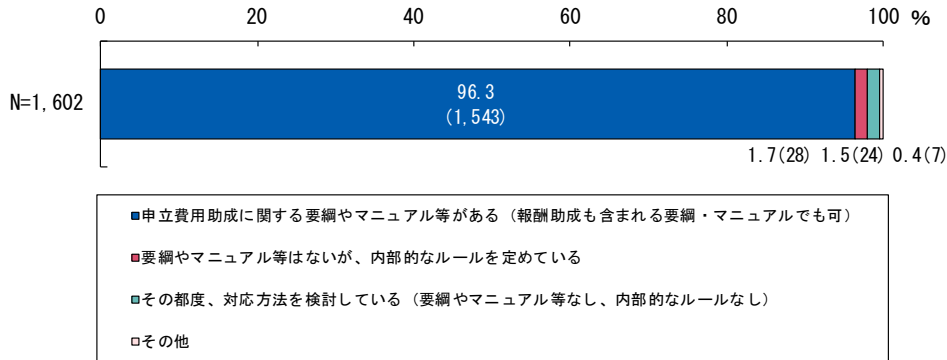 0 20 40 60 80 100 %
N=1,602
96.3
(1,543)
1.7(28) 1.5(24) 0.4(7)
■申立費用助成に関する要綱やマニュアル等がある（報酬助成も含まれる要綱・マニュアルでも可）
■要綱やマニュアル等はないが、内部的なルールを定めている
■その都度、対応方法を検討している（要綱やマニュアル等なし、内部的なルールなし）
□その他